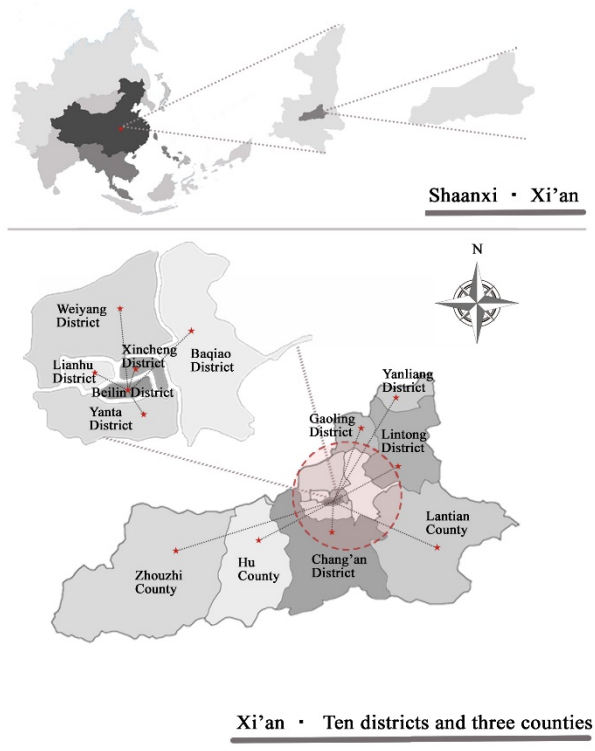 Shaanxi · Xi'an
N
Weiyang
District
Xincheng
District
Baqiao
District
Lianhu
District
Beilin District
Yanta
District
Yanliang
District
Gaoling
District
Lintong
District
Lantian
County
Chang'an
District
Hu
County
Zhouzhi
County
Xi'an · Ten districts and three counties